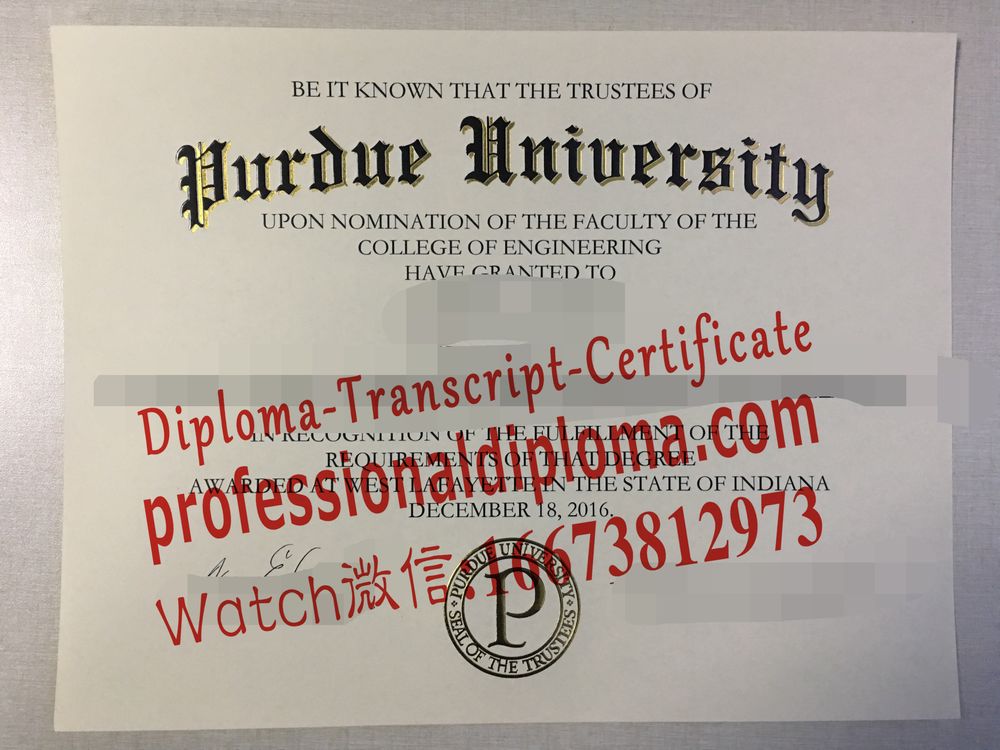 BE IT KNOWN THAT THE TRUSTEES OF
Purdue University
UPON NOMINATION OF THE FACULTY OF THE
COLLEGE OF ENGINEERING
HAVE GRANTED TO
Diploma-Transcript-Certificate
IN RECOGNITION OF THE FULFILLMENT OF THE
professionaldiploma.com
REQUIREMENTS OF THAT DEGREE
AWARDED AT WEST LAFAYETTE IN THE STATE OF INDIANA
DECEMBER 18, 2016.
Watch微信:16673812973
PURDUE UNIVERSITY
P
SEAL OF THE TRUSTEES